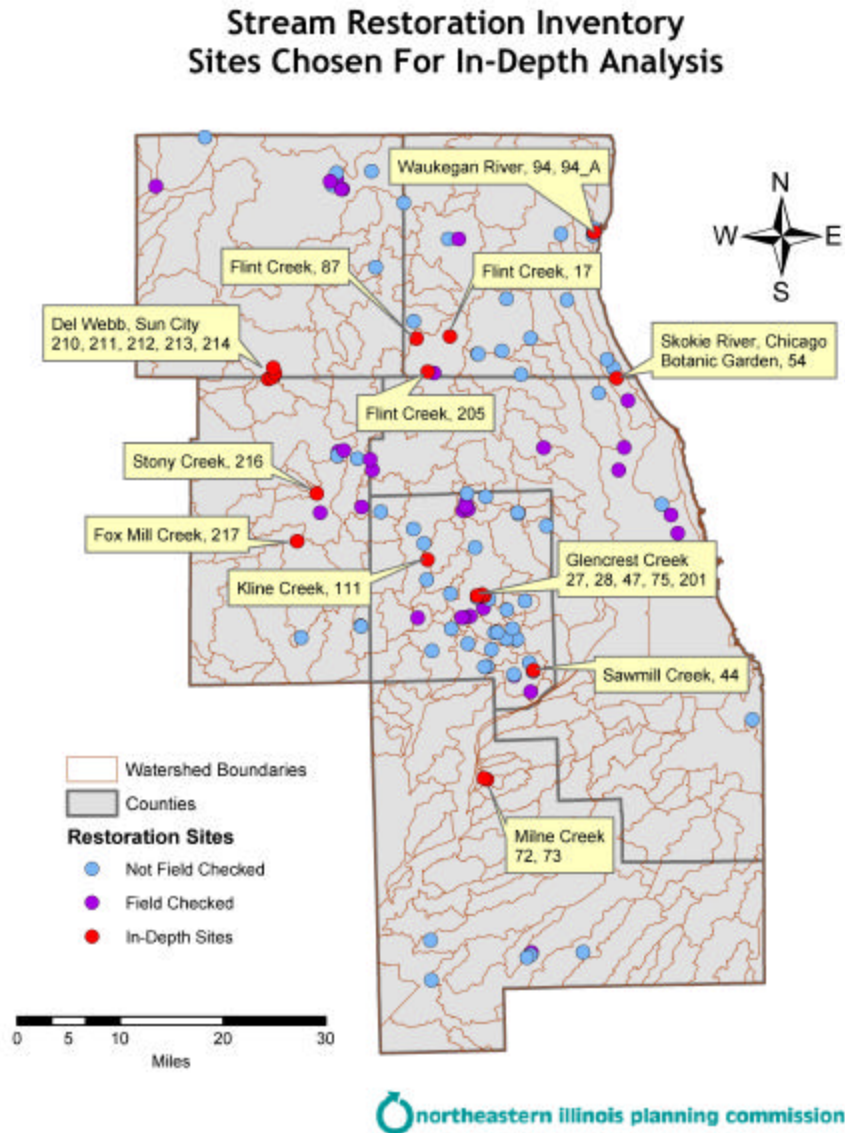 Stream Restoration Inventory
Sites Chosen For In-Depth Analysis
Waukegan River, 94, 94_A
N
W
E
S
Flint Creek, 87
Flint Creek, 17
Del Webb, Sun City
210, 211, 212, 213, 214
Skokie River, Chicago
Botanic Garden, 54
Flint Creek, 205
Stony Creek, 216
Fox Mill Creek, 217
Glencrest Creek
27, 28, 47, 75, 201
Kline Creek, 111
Sawmill Creek, 44
Watershed Boundaries
Counties
Restoration Sites
Not Field Checked
Field Checked
In-Depth Sites
Milne Creek
72, 73
0 5 10 20 30
Miles
northeastern illinois planning commission